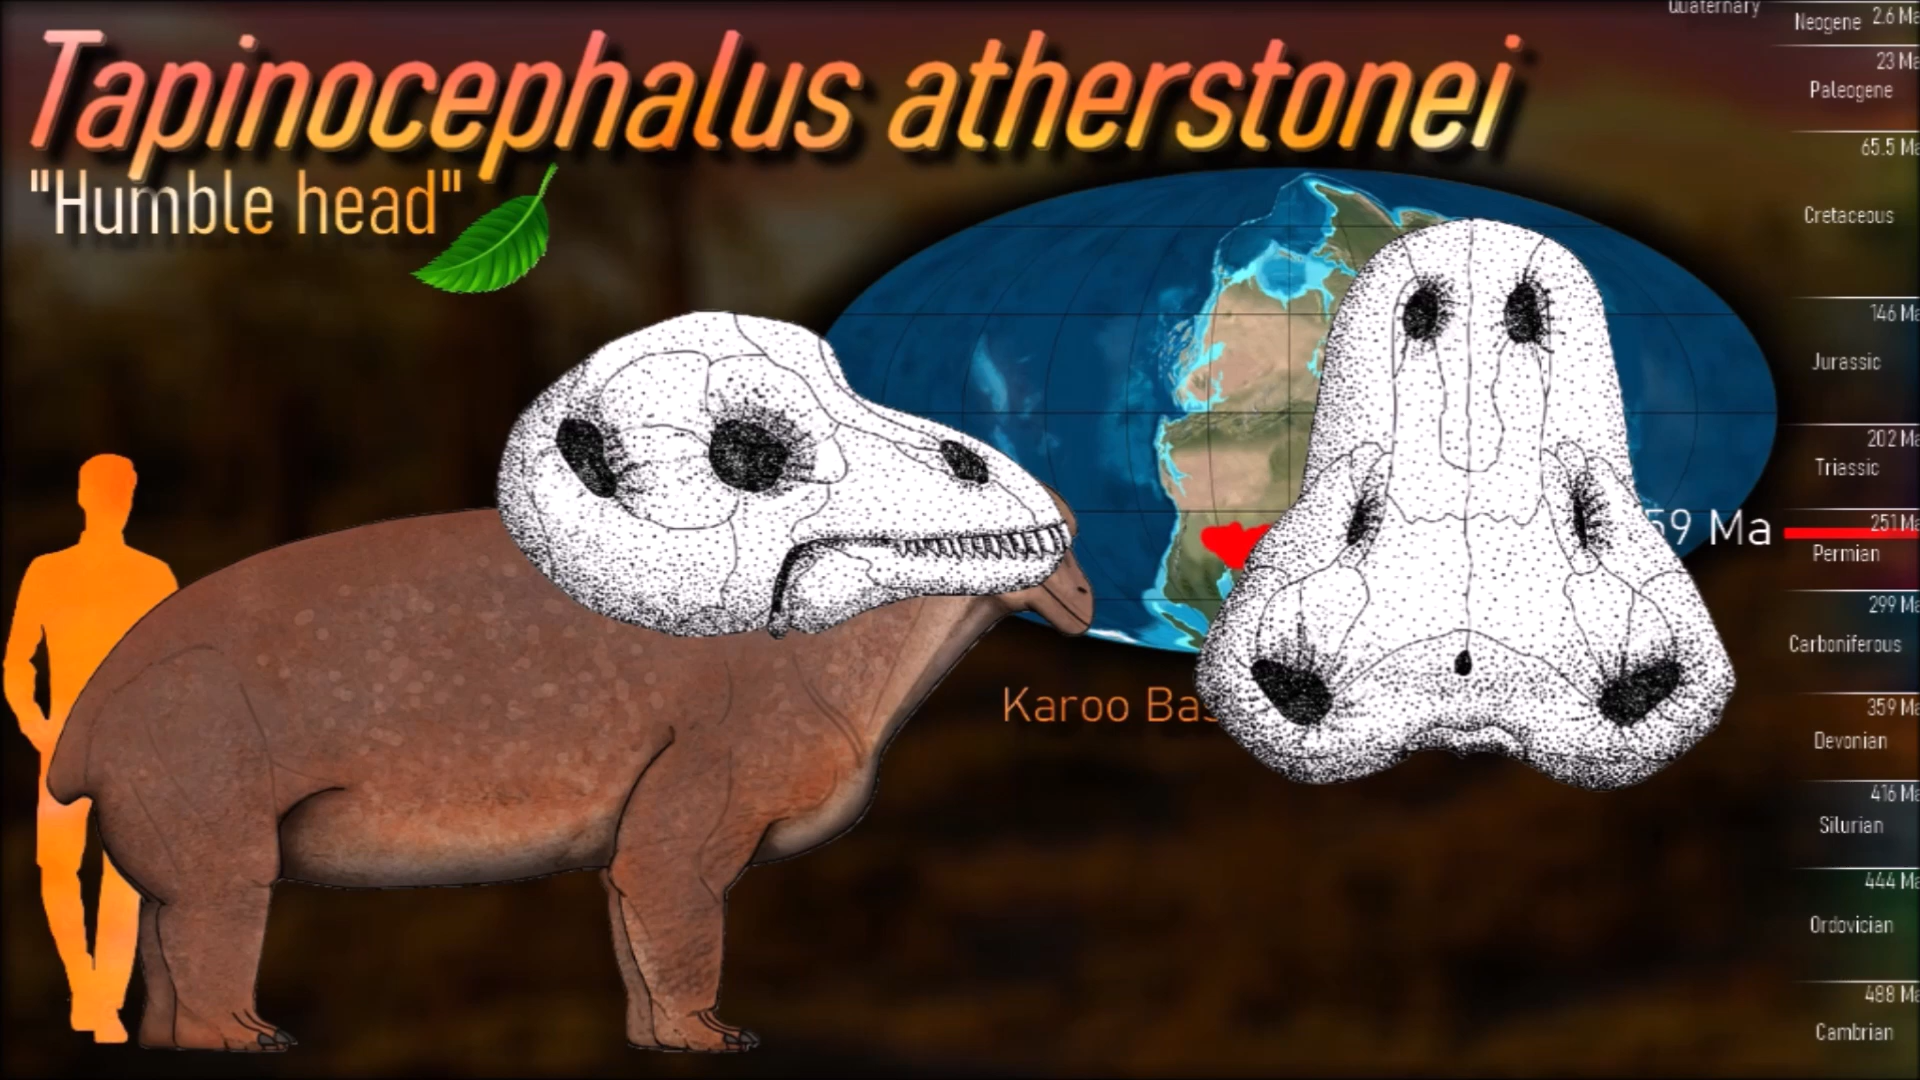 Tapinocephalus atherstonei
"Humble head"
Quaternary
Neogene
2.6 Ma
23 Ma
Paleogene
65.5 Ma
Cretaceous
146 Ma
Jurassic
202 Ma
Triassic
59 Ma
251 Ma
Permian
299 Ma
Karoo Bas
Carboniferous
359 Ma
Devonian
416 Ma
Silurian
444 Ma
Ordovician
488 Ma
Cambrian